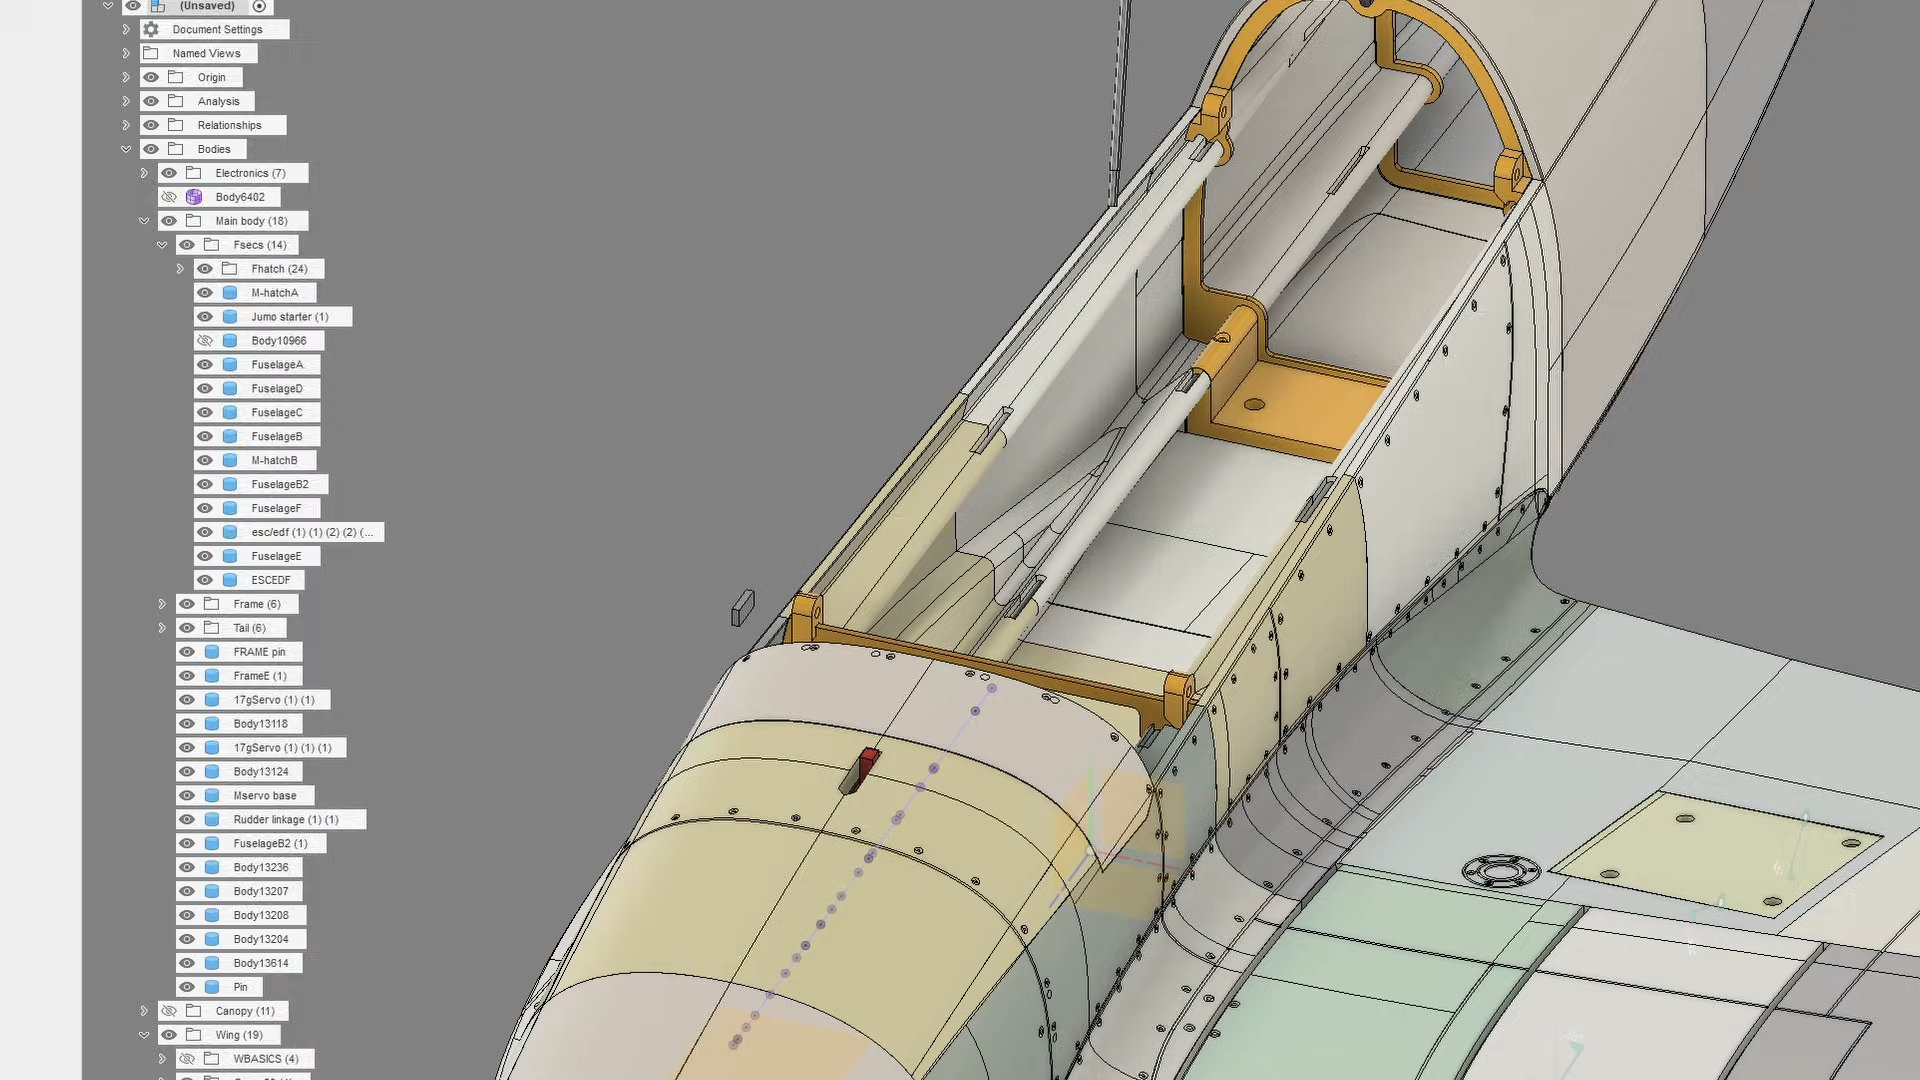 (Unsaved)
Document Settings
Named Views
Origin
Analysis
Relationships
Bodies
Electronics (7)
Body6402
Main body (18)
Fsecs (14)
Fhatch (24)
M-hatchA
Jumo starter (1)
Body10966
FuselageA
FuselageD
FuselageC
FuselageB
M-hatchB
FuselageB2
FuselageF
esc/edf (1) (1) (2) (2) (...
FuselageE
ESCEDF
Frame (6)
Tail (6)
FRAME pin
FrameE (1)
17gServo (1) (1)
Body13118
17gServo (1) (1) (1)
Body13124
Mservo base
Rudder linkage (1) (1)
FuselageB2 (1)
Body13236
Body13207
Body13208
Body13204
Body13614
Pin
Canopy (11)
Wing (19)
WBASICS (4)